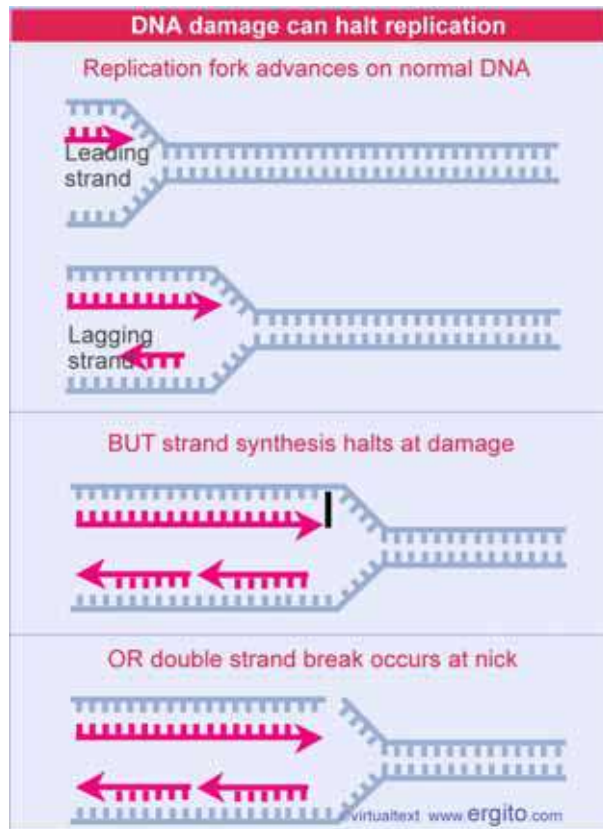 DNA damage can halt replication
Replication fork advances on normal DNA
Leading
strand
Lagging
strand
BUT strand synthesis halts at damage
OR double strand break occurs at nick
virtualtext www.ergito.com